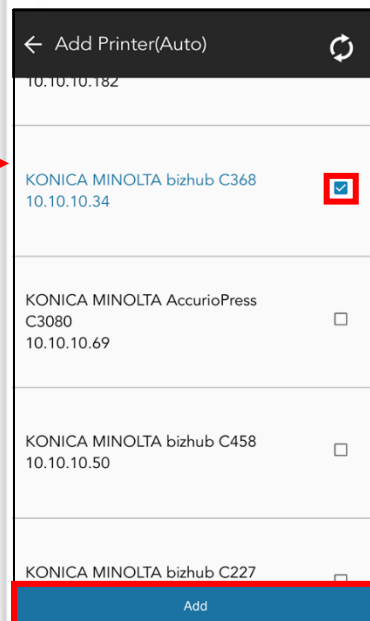 Add Printer(Auto)
10.10.10.182
KONICA MINOLTA bizhub C368
10.10.10.34
KONICA MINOLTA AccurioPress
C3080
10.10.10.69
KONICA MINOLTA bizhub C458
10.10.10.50
KONICA MINOLTA bizhub C227
Add